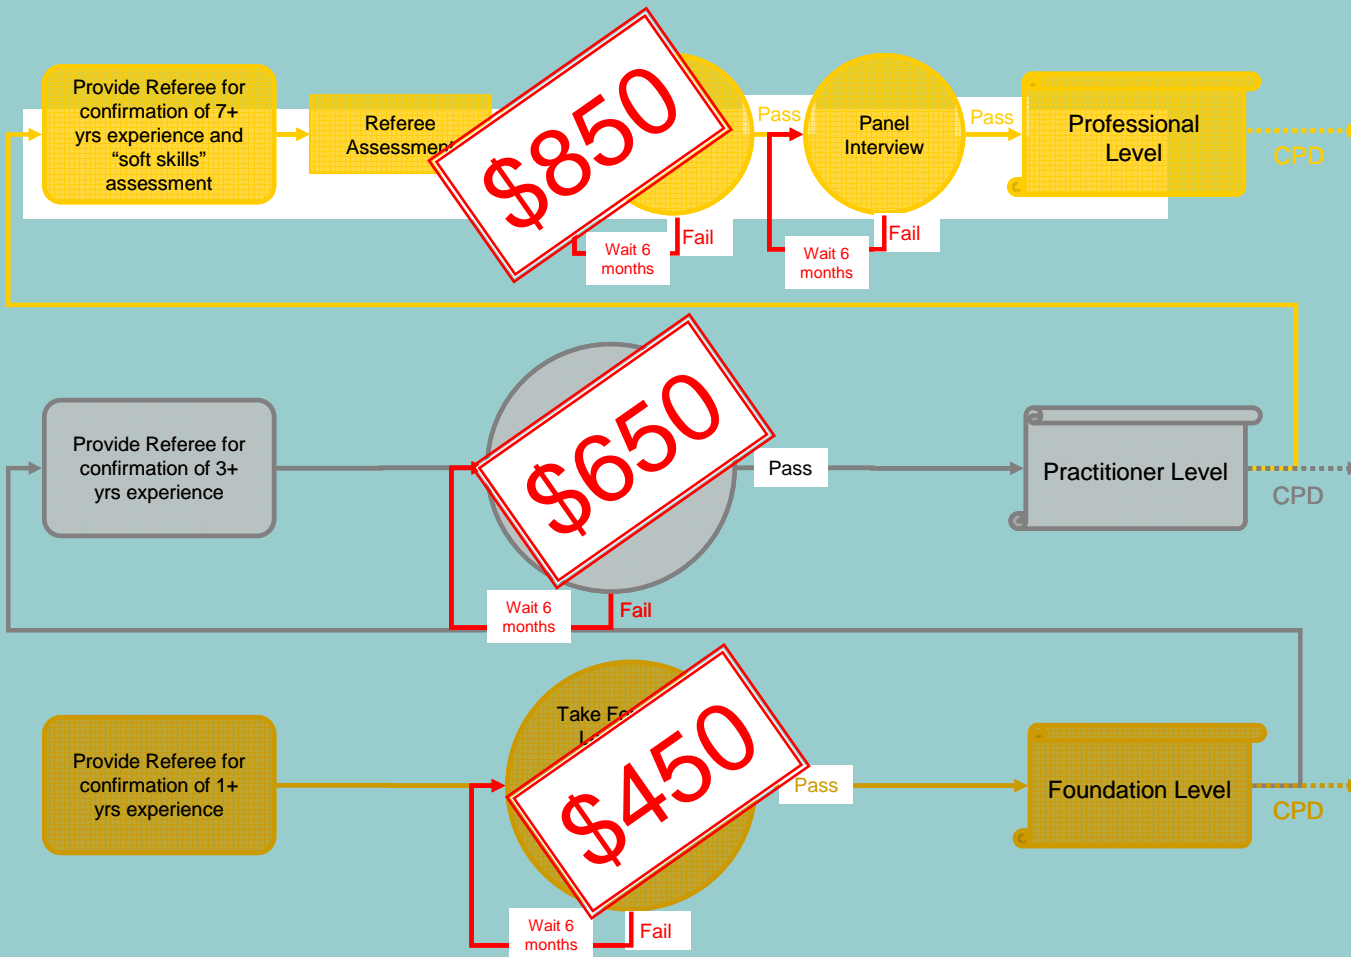 Provide Referee for
confirmation of 7+
yrs experience and
“soft skills”
assessment
Referee
Assessment
$850
Pass
Panel
Interview
Pass
Professional
Level
CPD
Wait 6
months
Fail
Wait 6
months
Fail
Provide Referee for
confirmation of 3+
yrs experience
$650
Pass
Practitioner Level
CPD
Wait 6
months
Fail
Provide Referee for
confirmation of 1+
yrs experience
Take
$450
Pass
Foundation Level
CPD
Wait 6
months
Fail